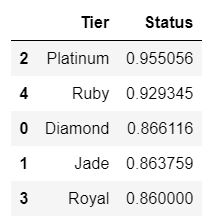 Tier Status
2 Platinum 0.955056
4 Ruby 0.929345
0 Diamond 0.866116
1 Jade 0.863759
3 Royal 0.860000